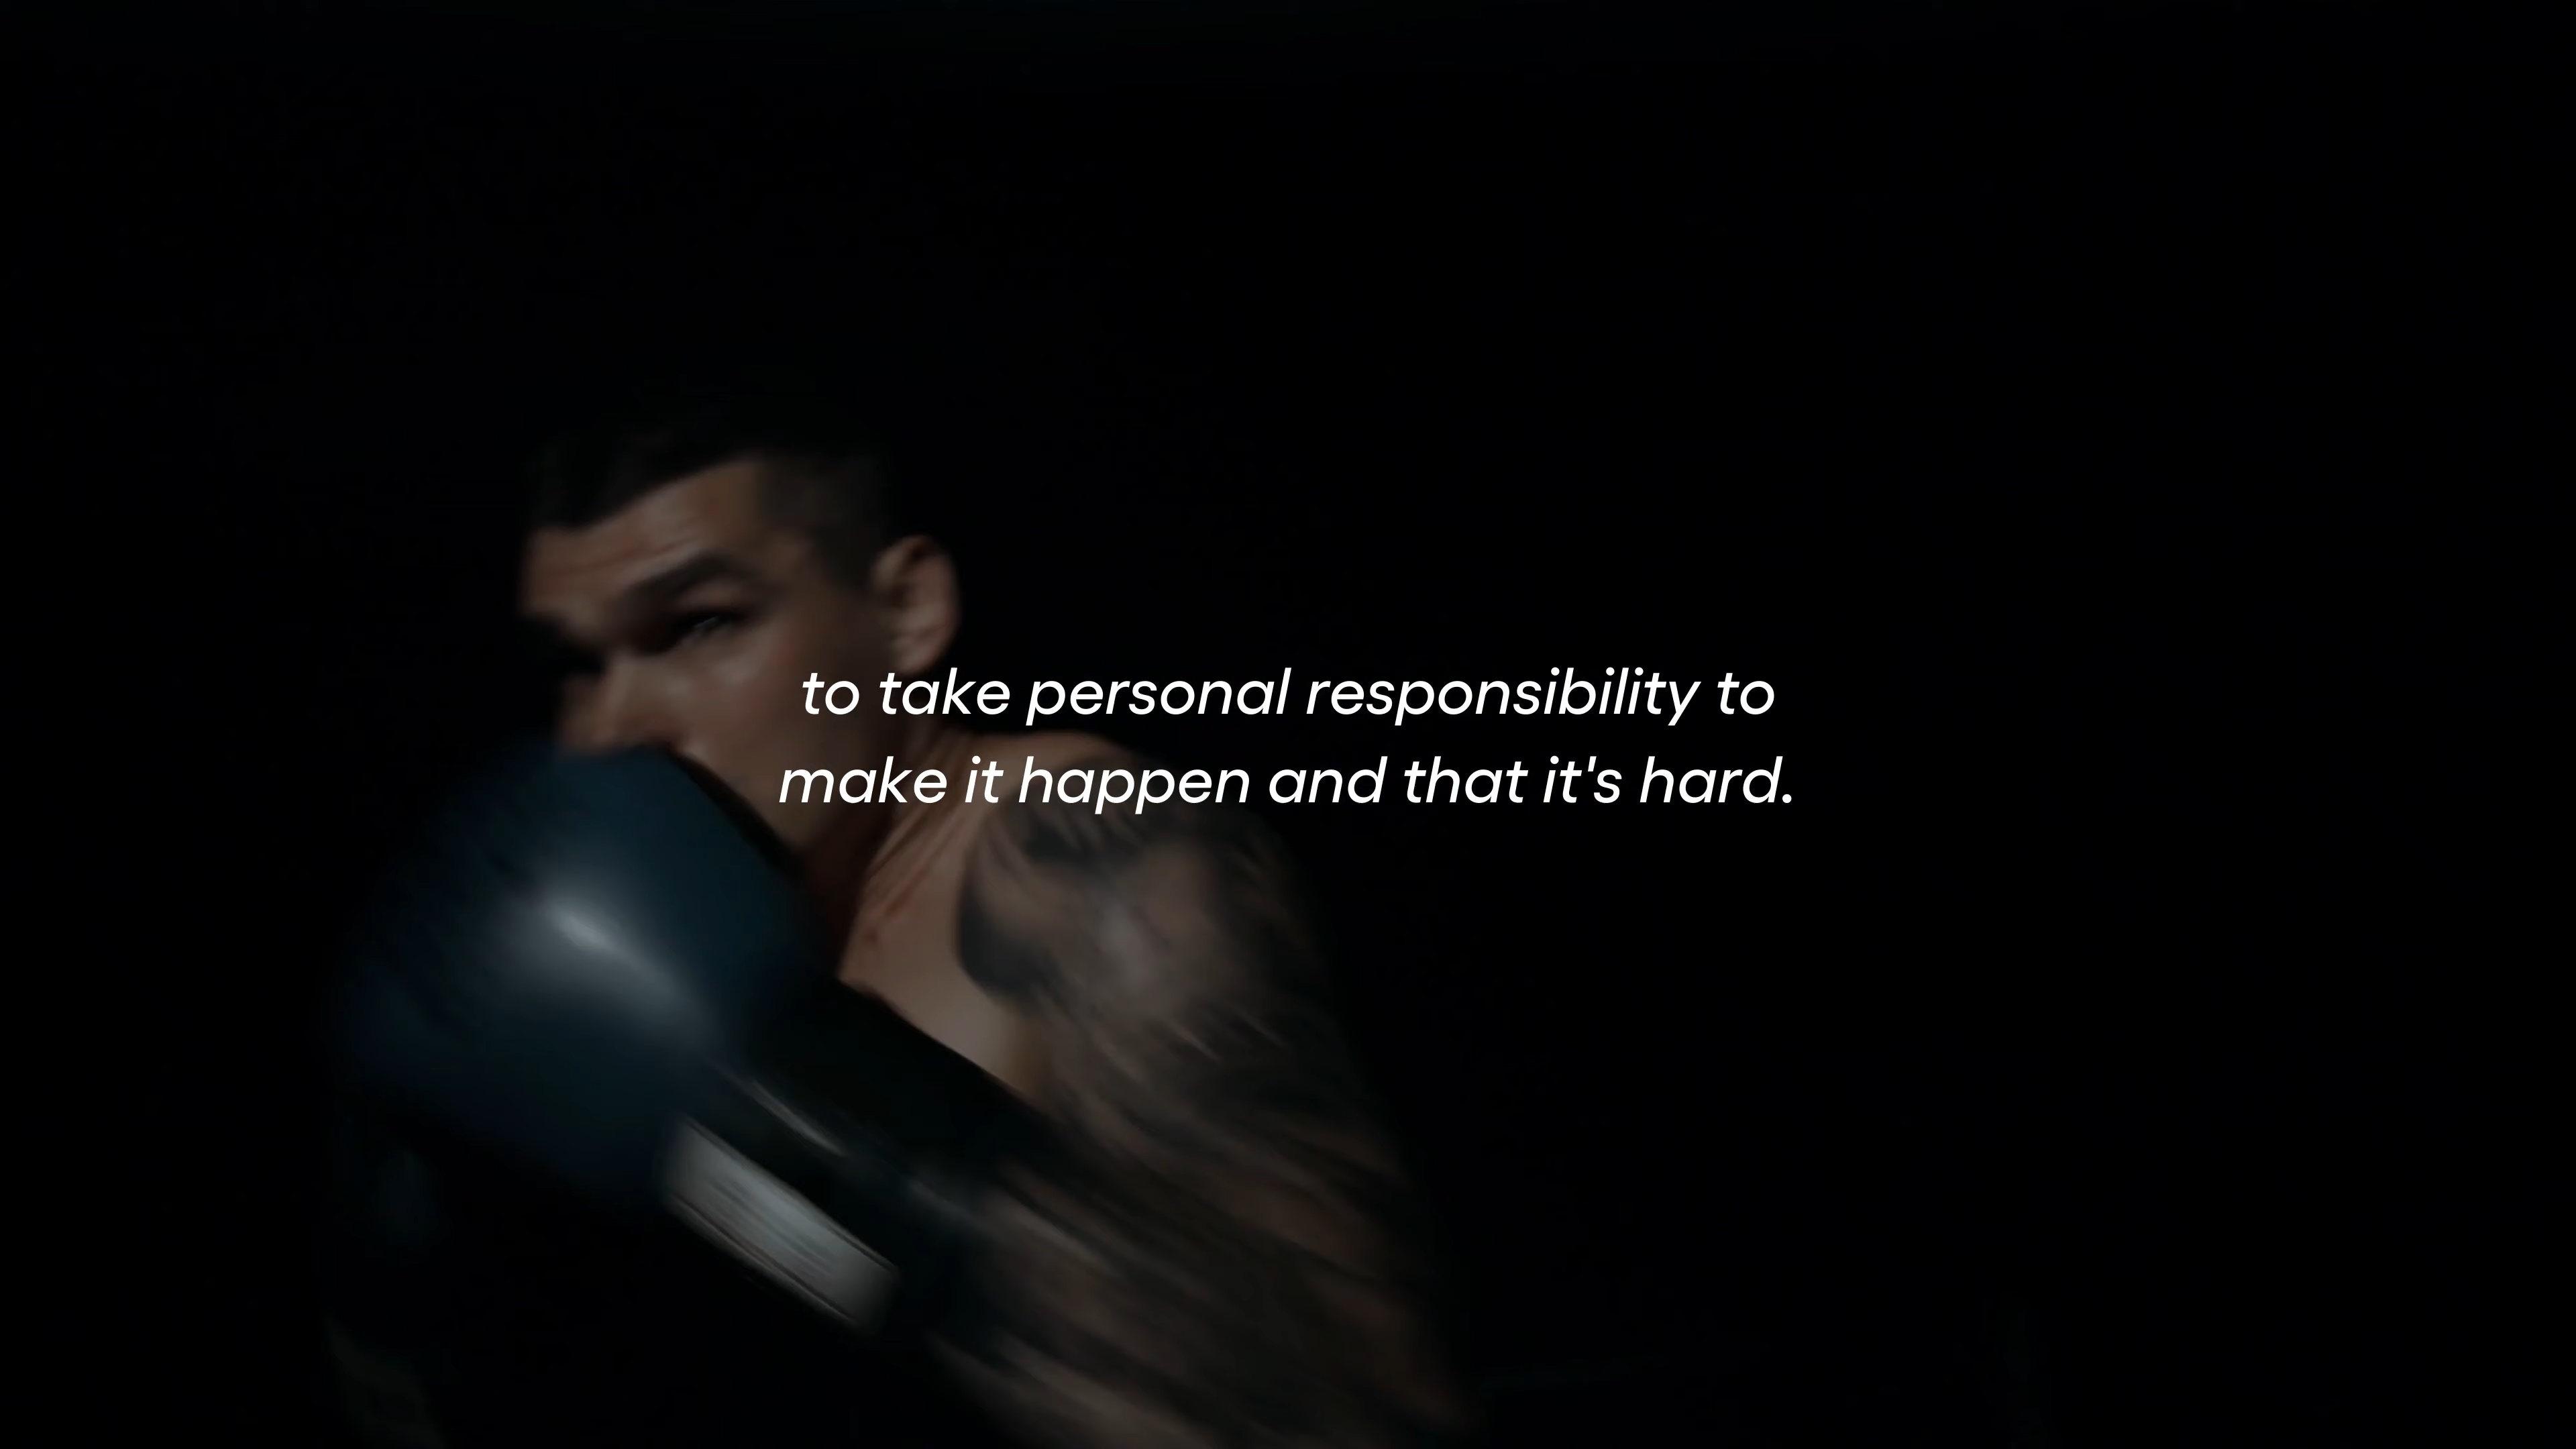 to take personal responsibility to
make it happen and that it's hard.